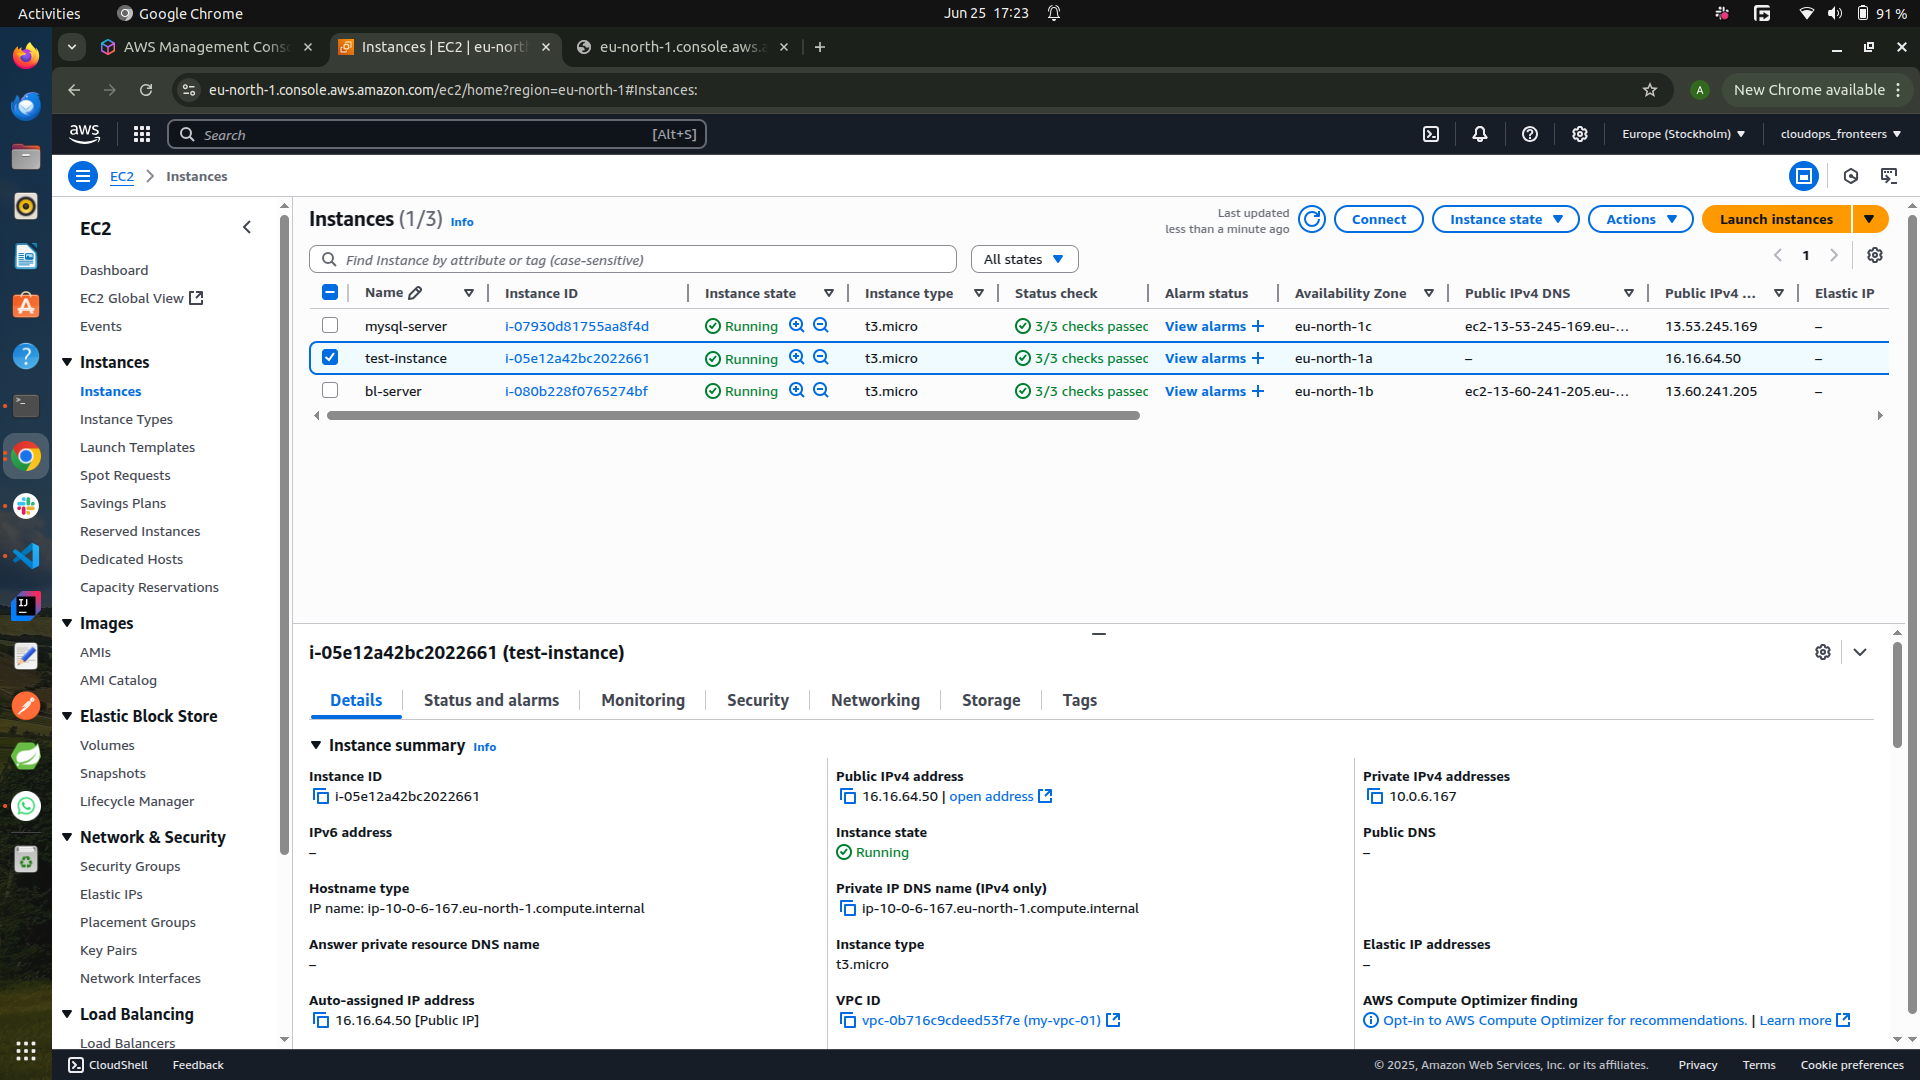 Activities
Google Chrome
Jun 25 17:23
91 %
AWS Management Cons
Instances | EC2 | eu-nort
eu-north-1.console.aws.a
eu-north-1.console.aws.amazon.com/ec2/home?region=eu-north-1#Instances:
A
New Chrome available
aws
Search
[Alt+S]
Europe (Stockholm)
cloudops_fronteers
EC2
Instances
EC2
Dashboard
EC2 Global View
Events
Instances
Instances
Instance Types
Launch Templates
Spot Requests
Savings Plans
Reserved Instances
Dedicated Hosts
Capacity Reservations
Images
AMIs
AMI Catalog
Elastic Block Store
Volumes
Snapshots
Lifecycle Manager
Network & Security
Security Groups
Elastic IPs
Placement Groups
Key Pairs
Network Interfaces
Load Balancing
Load Balancers
Instances (1/3) Info
Last updated
less than a minute ago
Connect
Instance state
Actions
Launch instances
Find Instance by attribute or tag (case-sensitive)
All states
1
Name Instance ID Instance state Instance type Status check Alarm status Availability Zone Public IPv4 DNS Public IPv4 ... Elastic IP
mysql-server i-07930d81755aa8f4d Running t3.micro 3/3 checks passec View alarms + eu-north-1c ec2-13-53-245-169.eu-... 13.53.245.169 –
test-instance i-05e12a42bc2022661 Running t3.micro 3/3 checks passec View alarms + eu-north-1a – 16.16.64.50 –
bl-server i-080b228f0765274bf Running t3.micro 3/3 checks passec View alarms + eu-north-1b ec2-13-60-241-205.eu-... 13.60.241.205 –
i-05e12a42bc2022661 (test-instance)
Details
Status and alarms
Monitoring
Security
Networking
Storage
Tags
Instance summary Info
Instance ID
i-05e12a42bc2022661
Public IPv4 address
16.16.64.50 | open address
Private IPv4 addresses
10.0.6.167
IPv6 address
–
Instance state
Running
Public DNS
–
Hostname type
IP name: ip-10-0-6-167.eu-north-1.compute.internal
Private IP DNS name (IPv4 only)
ip-10-0-6-167.eu-north-1.compute.internal
Answer private resource DNS name
–
Instance type
t3.micro
Elastic IP addresses
–
Auto-assigned IP address
16.16.64.50 [Public IP]
VPC ID
vpc-0b716c9cdeed53f7e (my-vpc-01)
AWS Compute Optimizer finding
Opt-in to AWS Compute Optimizer for recommendations. | Learn more
CloudShell
Feedback
© 2025, Amazon Web Services, Inc. or its affiliates.
Privacy
Terms
Cookie preferences